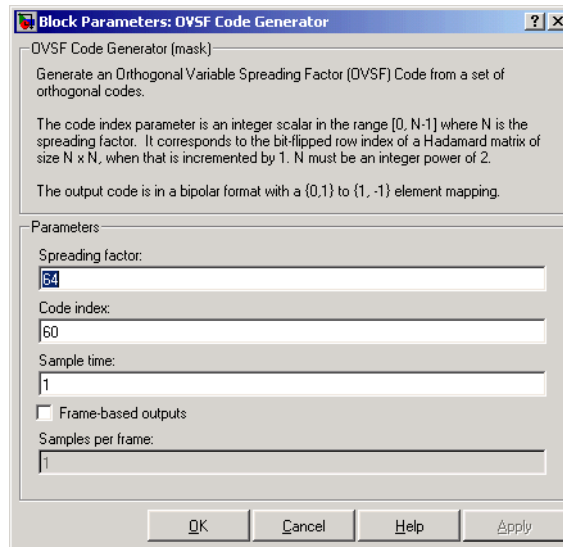 Block Parameters: OVSF Code Generator
OVSF Code Generator (mask)
Generate an Orthogonal Variable Spreading Factor (OVSF) Code from a set of
orthogonal codes.
The code index parameter is an integer scalar in the range [0, N-1] where N is the
spreading factor.  It corresponds to the bit-flipped row index of a Hadamard matrix of
size N x N, when that is incremented by 1. N must be an integer power of 2.
The output code is in a bipolar format with a {0,1} to {1, -1} element mapping.
Parameters
Spreading factor:
64
Code index:
60
Sample time:
1
Frame-based outputs
Samples per frame:
1
OK Cancel Help Apply